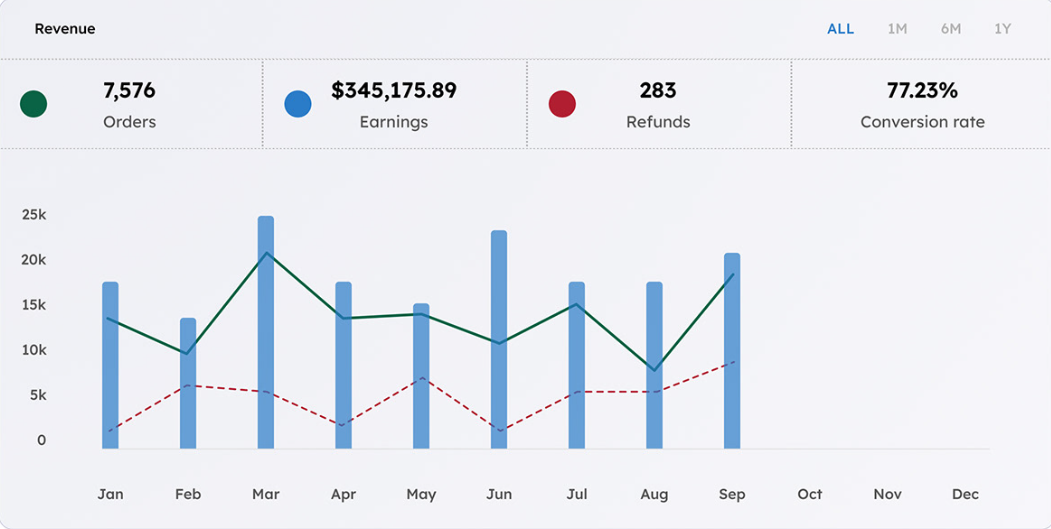 Revenue
ALL 1M 6M 1Y
7,576
Orders
$345,175.89
Earnings
283
Refunds
77.23%
Conversion rate
25k
20k
15k
10k
5k
0
Jan Feb Mar Apr May Jun Jul Aug Sep Oct Nov Dec